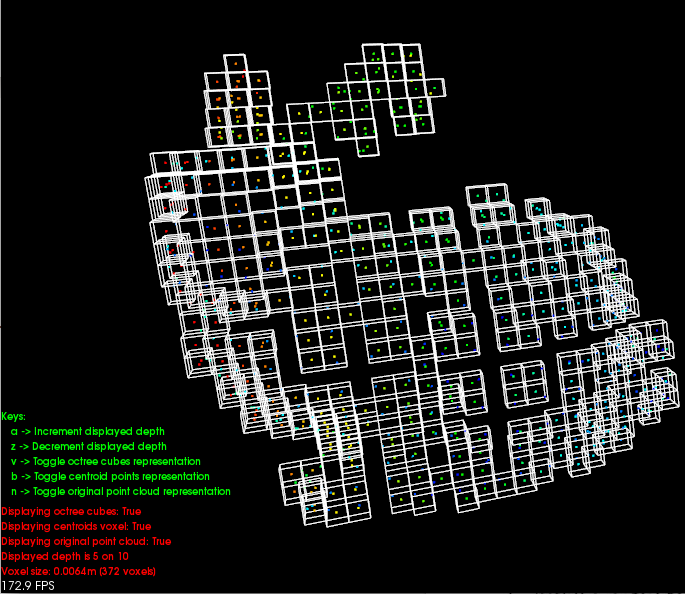 Keys:
a -> Increment displayed depth
z -> Decrement displayed depth
v -> Toggle octree cubes representation
b -> Toggle centroid points representation
n -> Toggle original point cloud representation
Displaying octree cubes: True
Displaying centroids voxel: True
Displaying original point cloud: True
Displayed depth is 5 on 10
Voxel size: 0.0064m (372 voxels)
172.9 FPS